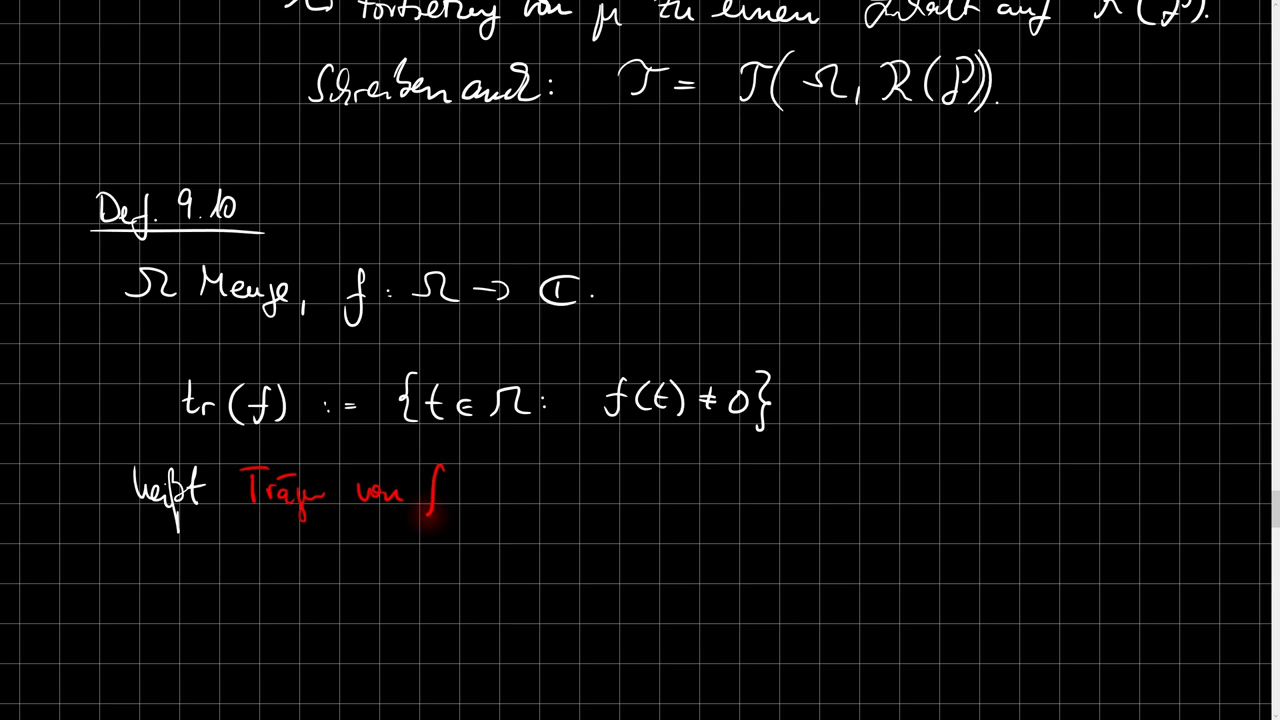 Fortsetzung von μ zu einem Inhalt auf R(P).
Schreiben auch: T = T(Ω, R(P)).
Def. 9.10
Ω Menge, f: Ω → ℂ.
tr(f) := {t ∈ Ω: f(t) ≠ 0}
heißt Träger von f